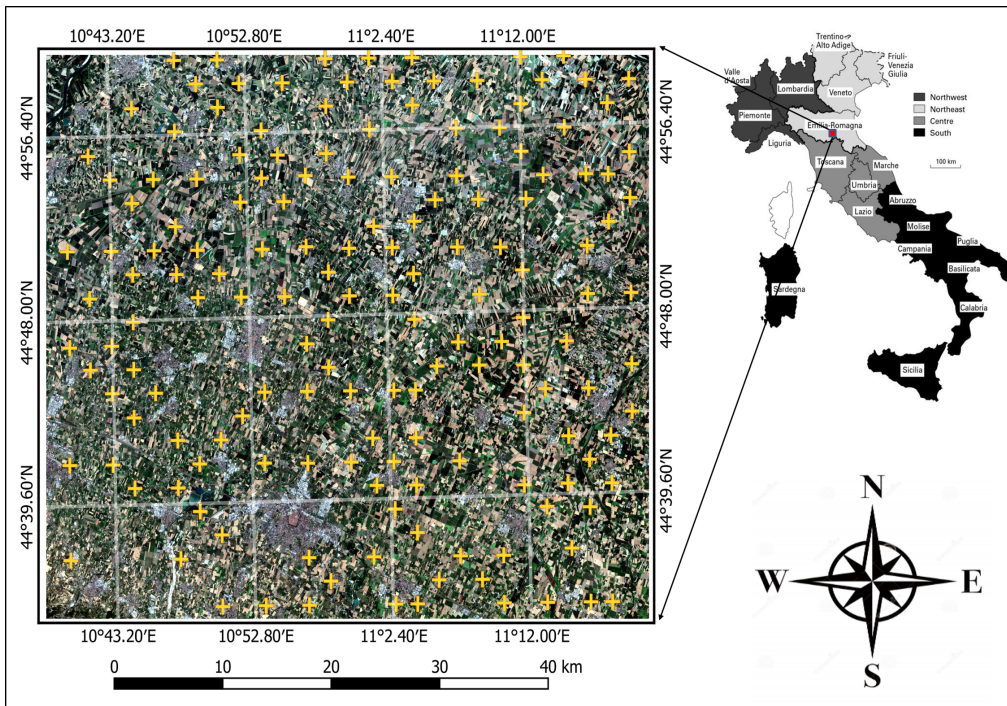 10°43.20′E 10°52.80′E 11°2.40′E 11°12.00′E
44°56.40′N
44°48.00′N
44°39.60′N
44°56.40′N
44°48.00′N
44°39.60′N
10°43.20′E 10°52.80′E 11°2.40′E 11°12.00′E
0 10 20 30 40 km
Trentino-
Alto Adige
Friuli-
Venezia
Giulia
Valle
d'Aosta
Lombardia
Veneto
Piemonte
Emilia-Romagna
Liguria
Toscana
Marche
Umbria
Lazio
Abruzzo
Molise
Campania
Puglia
Basilicata
Sardegna
Calabria
Sicilia
Northwest
Northeast
Centre
South
100 km
N
W E
S